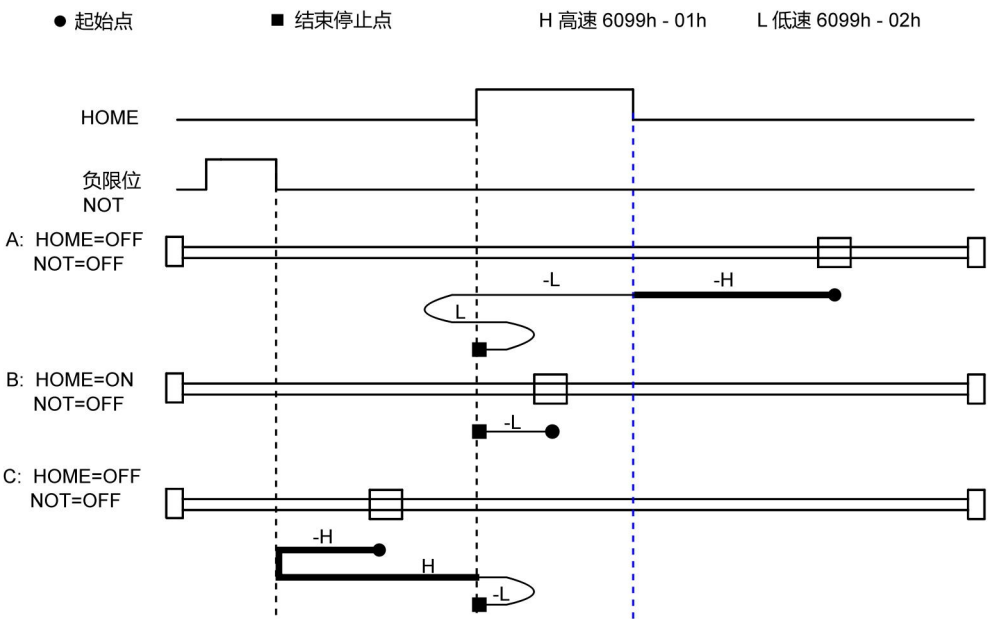 起始点 结束停止点 H 高速 6099h - 01h L 低速 6099h - 02h
HOME
负限位
NOT
A: HOME=OFF
NOT=OFF
-L -H
L
B: HOME=ON
NOT=OFF
-L
C: HOME=OFF
NOT=OFF
-H
H
-L